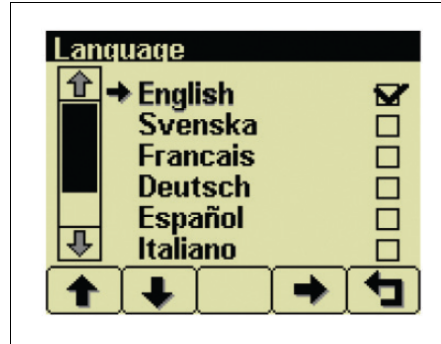 Language
English
Svenska
Francais
Deutsch
Español
Italiano